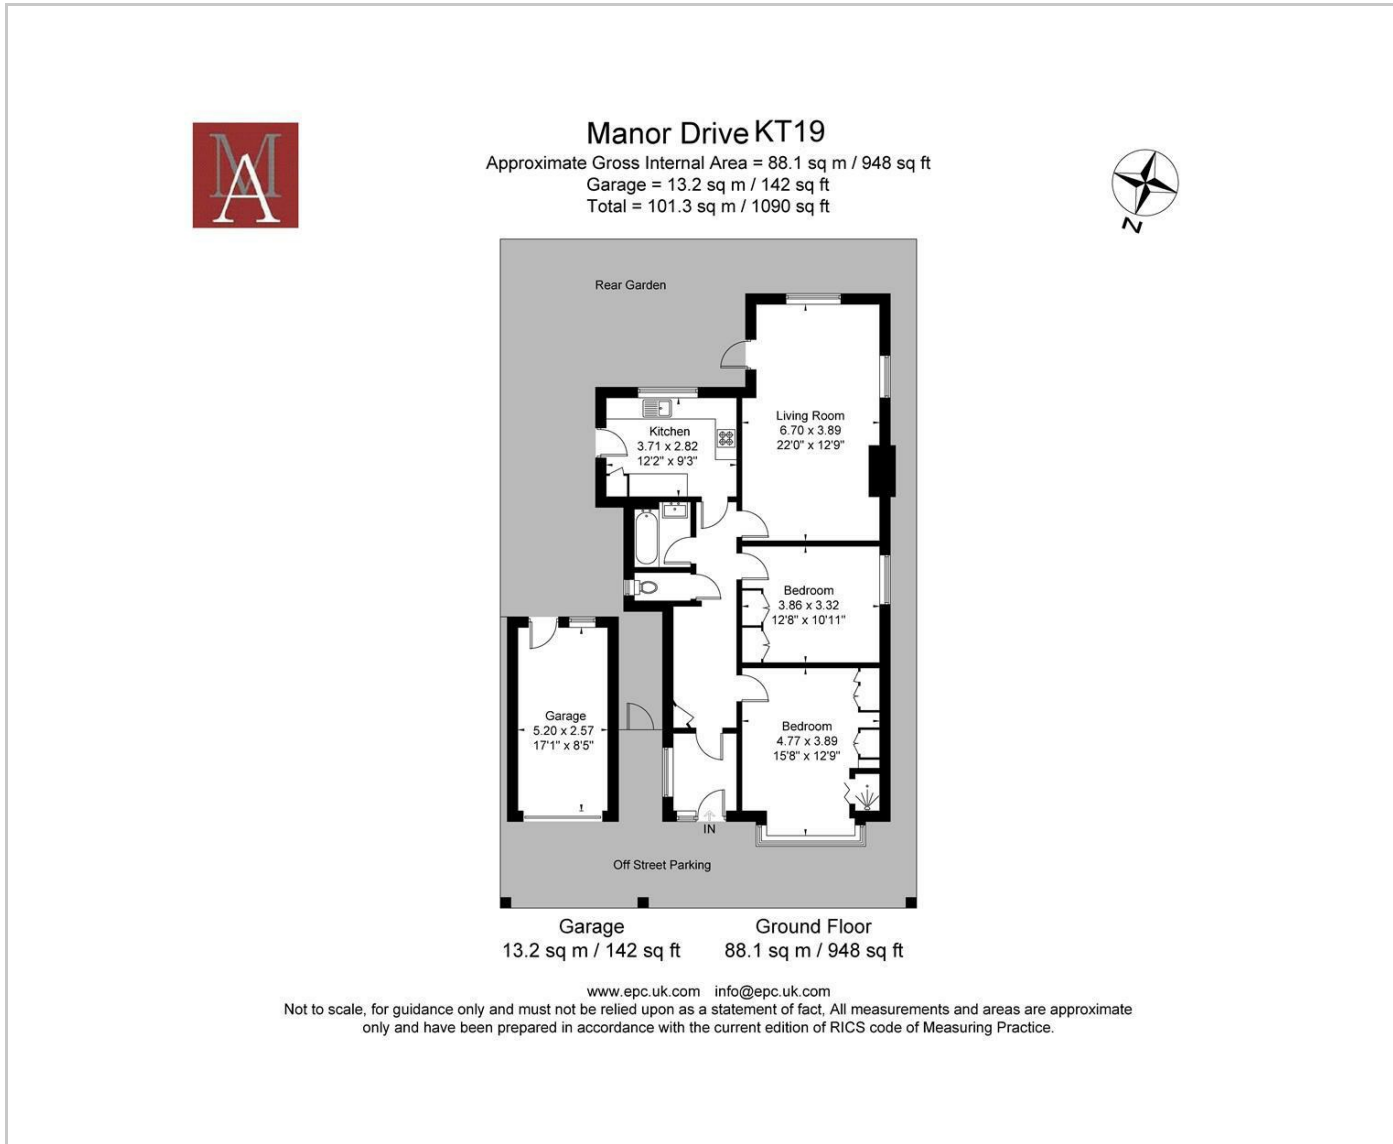 MA
Manor Drive KT19
Approximate Gross Internal Area = 88.1 sq m / 948 sq ft
Garage = 13.2 sq m / 142 sq ft
Total = 101.3 sq m / 1090 sq ft
N
Rear Garden
Living Room
6.70 x 3.89
22'0" x 12'9"
Kitchen
3.71 x 2.82
12'2" x 9'3"
Bedroom
3.86 x 3.32
12'8" x 10'11"
Garage
5.20 x 2.57
17'1" x 8'5"
Bedroom
4.77 x 3.89
15'8" x 12'9"
IN
Off Street Parking
Garage
13.2 sq m / 142 sq ft
Ground Floor
88.1 sq m / 948 sq ft
www.epc.uk.com info@epc.uk.com
Not to scale, for guidance only and must not be relied upon as a statement of fact, All measurements and areas are approximate
only and have been prepared in accordance with the current edition of RICS code of Measuring Practice.